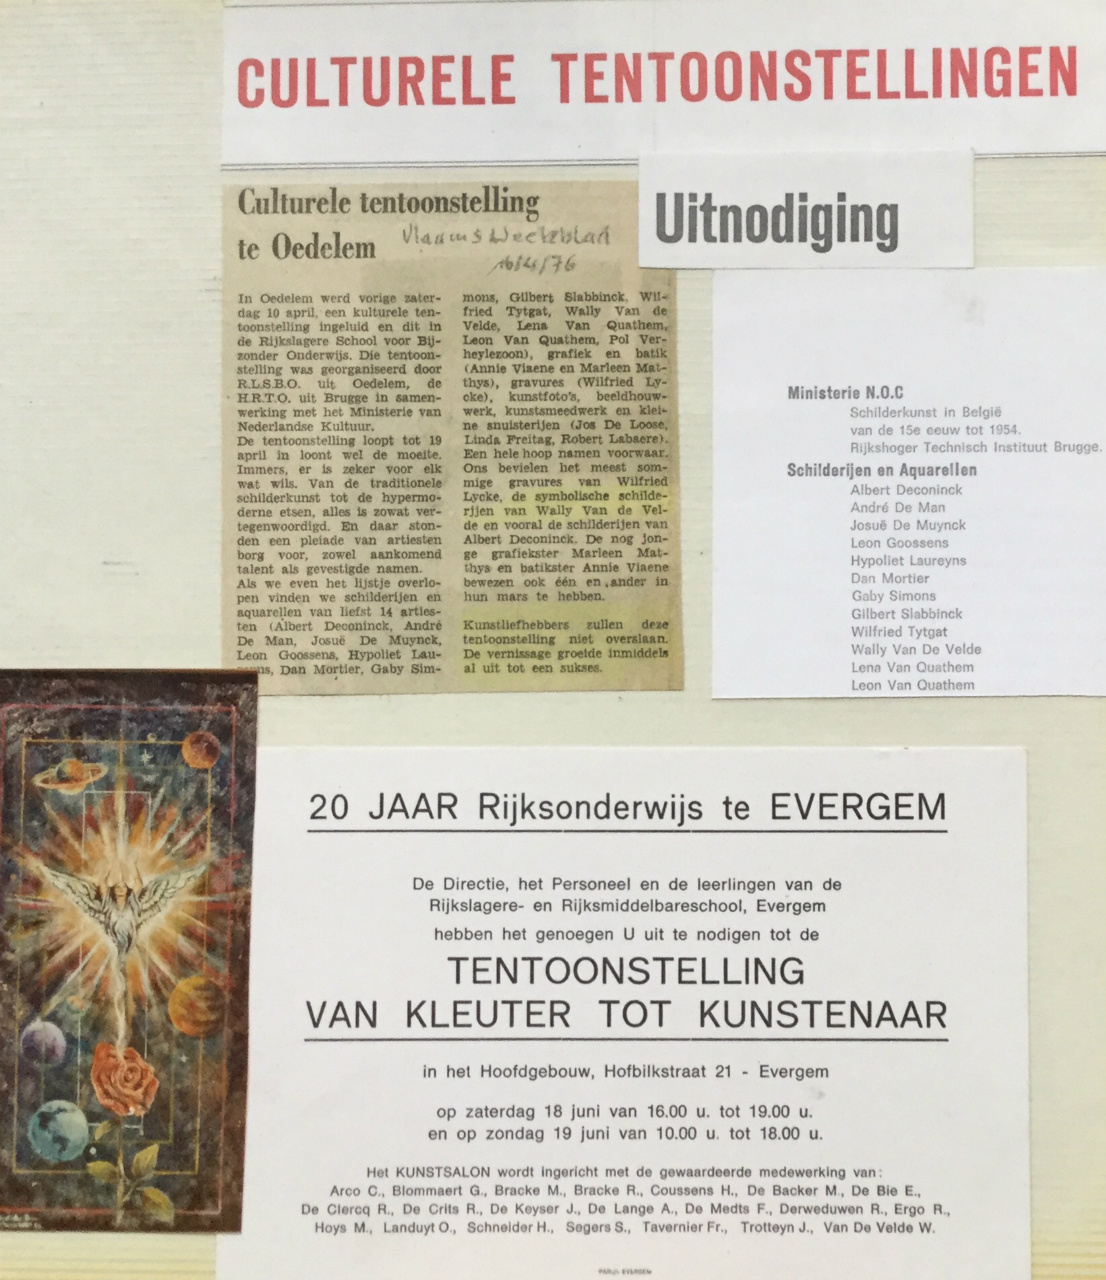 CULTURELE TENTOONSTELLINGEN
Culturele tentoonstelling
te Oedelem
Vlaams Weekblad
16/4/76
In Oedelem werd vorige zater-
dag 10 april, een kulturele ten-
toonstelling ingeluid en dit in
de Rijkslagere School voor Bij-
zonder Onderwijs. Die tentoon-
stelling was georganiseerd door
R.L.S.B.O. uit Oedelem, de
H.R.T.O. uit Brugge in samen-
werking met het Ministerie van
Nederlandse Kultuur.
De tentoonstelling loopt tot 19
april in loont wel de moeite.
Immers, er is zeker voor elk
wat wils. Van de traditionele
schilderkunst tot de hypermo-
derne etsen, alles is zowat ver-
tegenwoordigd. En daar ston-
den een pleiade van artiesten
borg voor, zowel aankomend
talent als gevestigde namen.
Als we even het lijstje overlo-
pen vinden we schilderijen en
aquarellen van liefst 14 arties-
ten (Albert Deconinck, André
De Man, Josuë De Muynck,
Leon Goossens, Hypoliet Lau-
Dan Mortier, Gaby Sim-
mons, Gilbert Slabbinck, Wil-
fried Tytgat, Wally Van de
Velde, Lena Van Quathem,
Leon Van Quathem, Pol Ver-
heylezoon), grafiek en batik
(Annie Viaene en Marleen Mat-
thys), gravures (Wilfried Ly-
cke), kunstfoto's, beeldhouw-
werk, kunstsmeedwerk en klei-
ne snuisterijen (Jos De Loose,
Linda Freitag, Robert Labaere).
Een hele hoop namen voorwaar.
Ons bevielen het meest som-
mige gravures van Wilfried
Lycke, de symbolische schilde-
rjjen van Wally Van de Vel-
de en vooral de schilderijen van
Albert Deconinck. De nog jon-
ge grafiekster Marleen Mat-
thys en batikster Annie Viaene
bewezen ook één en ander in
hun mars te hebben.
Kunstliefhebbers zullen deze
tentoonstelling niet overslaan.
De vernissage groeide inmiddels
al uit tot een sukses.
Uitnodiging
Ministerie N.O.C
Schilderkunst in België
van de 15e eeuw tot 1954.
Rijkshoger Technisch Instituut Brugge.
Schilderijen en Aquarellen
Albert Deconinck
André De Man
Josuë De Muynck
Leon Goossens
Hypoliet Laureyns
Dan Mortier
Gaby Simons
Gilbert Slabbinck
Wilfried Tytgat
Wally Van De Velde
Lena Van Quathem
Leon Van Quathem
20 JAAR Rijksonderwijs te EVERGEM
De Directie, het Personeel en de leerlingen van de
Rijkslagere- en Rijksmiddelbareschool, Evergem
hebben het genoegen U uit te nodigen tot de
TENTOONSTELLING
VAN KLEUTER TOT KUNSTENAAR
in het Hoofdgebouw, Hofbilkstraat 21 - Evergem
op zaterdag 18 juni van 16.00 u. tot 19.00 u.
en op zondag 19 juni van 10.00 u. tot 18.00 u.
Het KUNSTSALON wordt ingericht met de gewaardeerde medewerking van:
Arco C., Blommaert G., Bracke M., Bracke R., Coussens H., De Backer M., De Bie E.,
De Clercq R., De Crits R., De Keyser J., De Lange A., De Medts F., Derweduwen R., Ergo R.,
Hoys M., Landuyt O., Schneider H., Segers S., Tavernier Fr., Trotteyn J., Van De Velde W.
EVERGEM